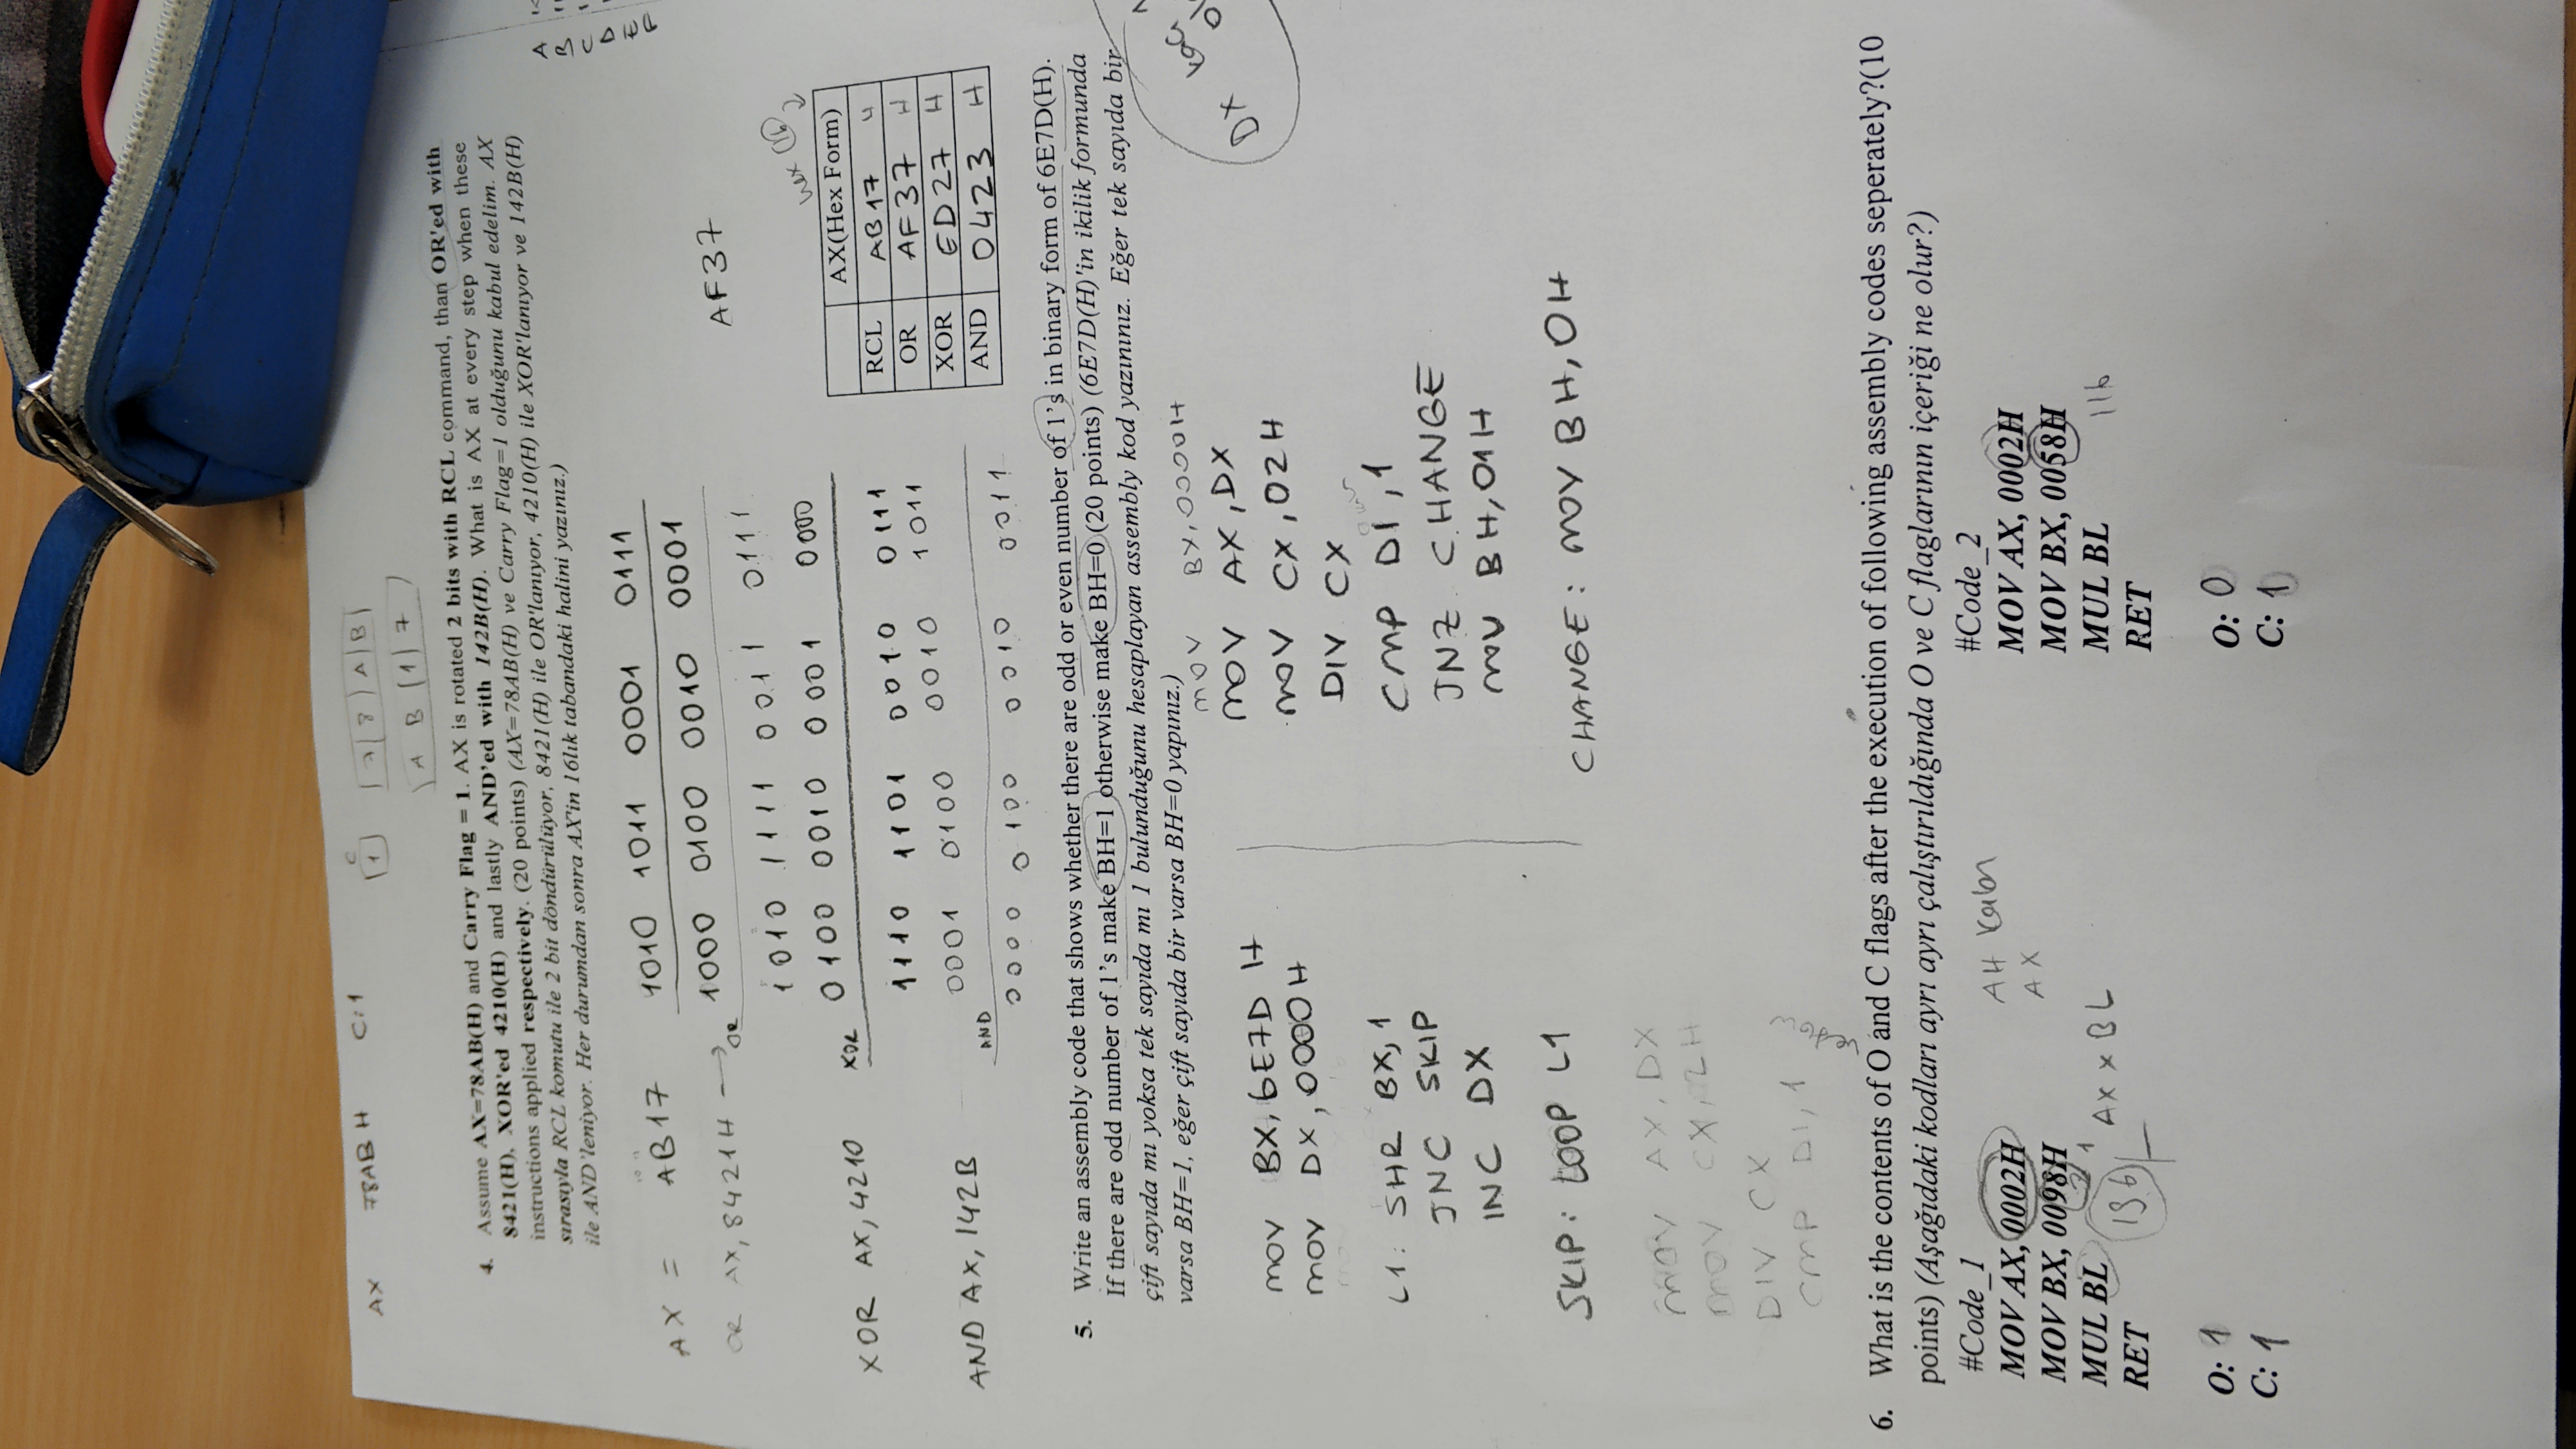 AX 78AB H C:1
C
1 7 8 A B
A B 1 7
4. Assume AX=78AB(H) and Carry Flag = 1. AX is rotated 2 bits with RCL command, than OR'ed with
8421(H), XOR'ed 4210(H) and lastly AND'ed with 142B(H). What is AX at every step when these
instructions applied respectively. (20 points) (AX=78AB(H) ve Carry Flag=1 olduğunu kabul edelim. AX
sırasıyla RCL komutu ile 2 bit döndürülüyor, 8421(H) ile OR'lanıyor, 4210(H) ile XOR'lanıyor ve 142B(H)
ile AND'leniyor. Her durumdan sonra AX'in 16lık tabandaki halini yazınız.)
A
B
C
D
E
F
AX = AB17 1010 1011 0001 0111
OR AX, 8421H → OR 1000 0100 0010 0001
AF37
1010 1111 0011 0111
XOR AX, 4210 XOR 0100 0010 0001 0000
1110 1101 0010 0111
AND AX, 142B AND 0001 0100 0010 1011
0000 0100 0010 0011
hex (16)
AX(Hex Form)
RCL AB17 H
OR AF37 H
XOR ED27 H
AND 0423 H
5. Write an assembly code that shows whether there are odd or even number of 1's in binary form of 6E7D(H).
If there are odd number of 1's make BH=1 otherwise make BH=0 (20 points) (6E7D(H)'in ikilik formunda
çift sayıda mı yoksa tek sayıda mı 1 bulunduğunu hesaplayan assembly kod yazınınız. Eğer tek sayıda bir
varsa BH=1, eğer çift sayıda bir varsa BH=0 yapınız.)
MOV BX, 6E7D H
MOV DX, 0000H
L1: SHR BX, 1
JNC SKIP
INC DX
SKIP: LOOP L1
MOV AX, DX
MOV CX, 02H
DIV CX
CMP DI, 1
MOV BX, 0000H
MOV AX, DX
MOV CX, 02H
DIV CX
CMP DI, 1
JNZ CHANGE
MOV BH, 01H
CHANGE: MOV BH, 0H
DX kaç
6. What is the contents of O and C flags after the execution of following assembly codes seperately?(10
points) (Aşağıdaki kodları ayrı ayrı çalıştırıldığında O ve C flaglarının içeriği ne olur?)
#Code_1
MOV AX, 0002H
MOV BX, 0098H
MUL BL
RET
2 1
196
AH
AX
AX x BL
O: 1
C: 1
#Code_2
MOV AX, 0002H
MOV BX, 0058H
MUL BL 116
RET
O: 0
C: 1